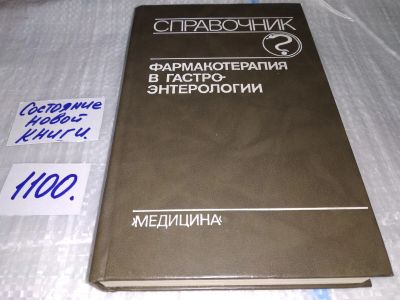 СПРАВОЧНИК
?
ФАРМАКОТЕРАПИЯ
В ГАСТРО-
ЭНТЕРОЛОГИИ
Состояние
новой
книги.
1100.
›МЕДИЦИНА‹